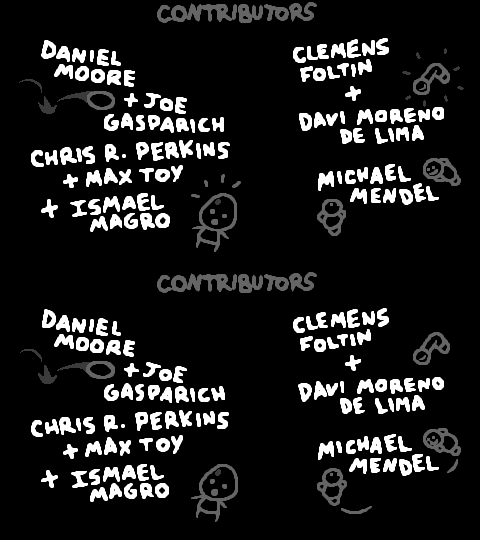 CONTRIBUTORS
DANIEL
MOORE
+ JOE
GASPARICH
CHRIS R. PERKINS
+ MAX TOY
+ ISMAEL
MAGRO
CLEMENS
FOLTIN
+
DAVI MORENO
DE LIMA
MICHAEL
MENDEL
CONTRIBUTORS
DANIEL
MOORE
+ JOE
GASPARICH
CHRIS R. PERKINS
+ MAX TOY
+ ISMAEL
MAGRO
CLEMENS
FOLTIN
+
DAVI MORENO
DE LIMA
MICHAEL
MENDEL